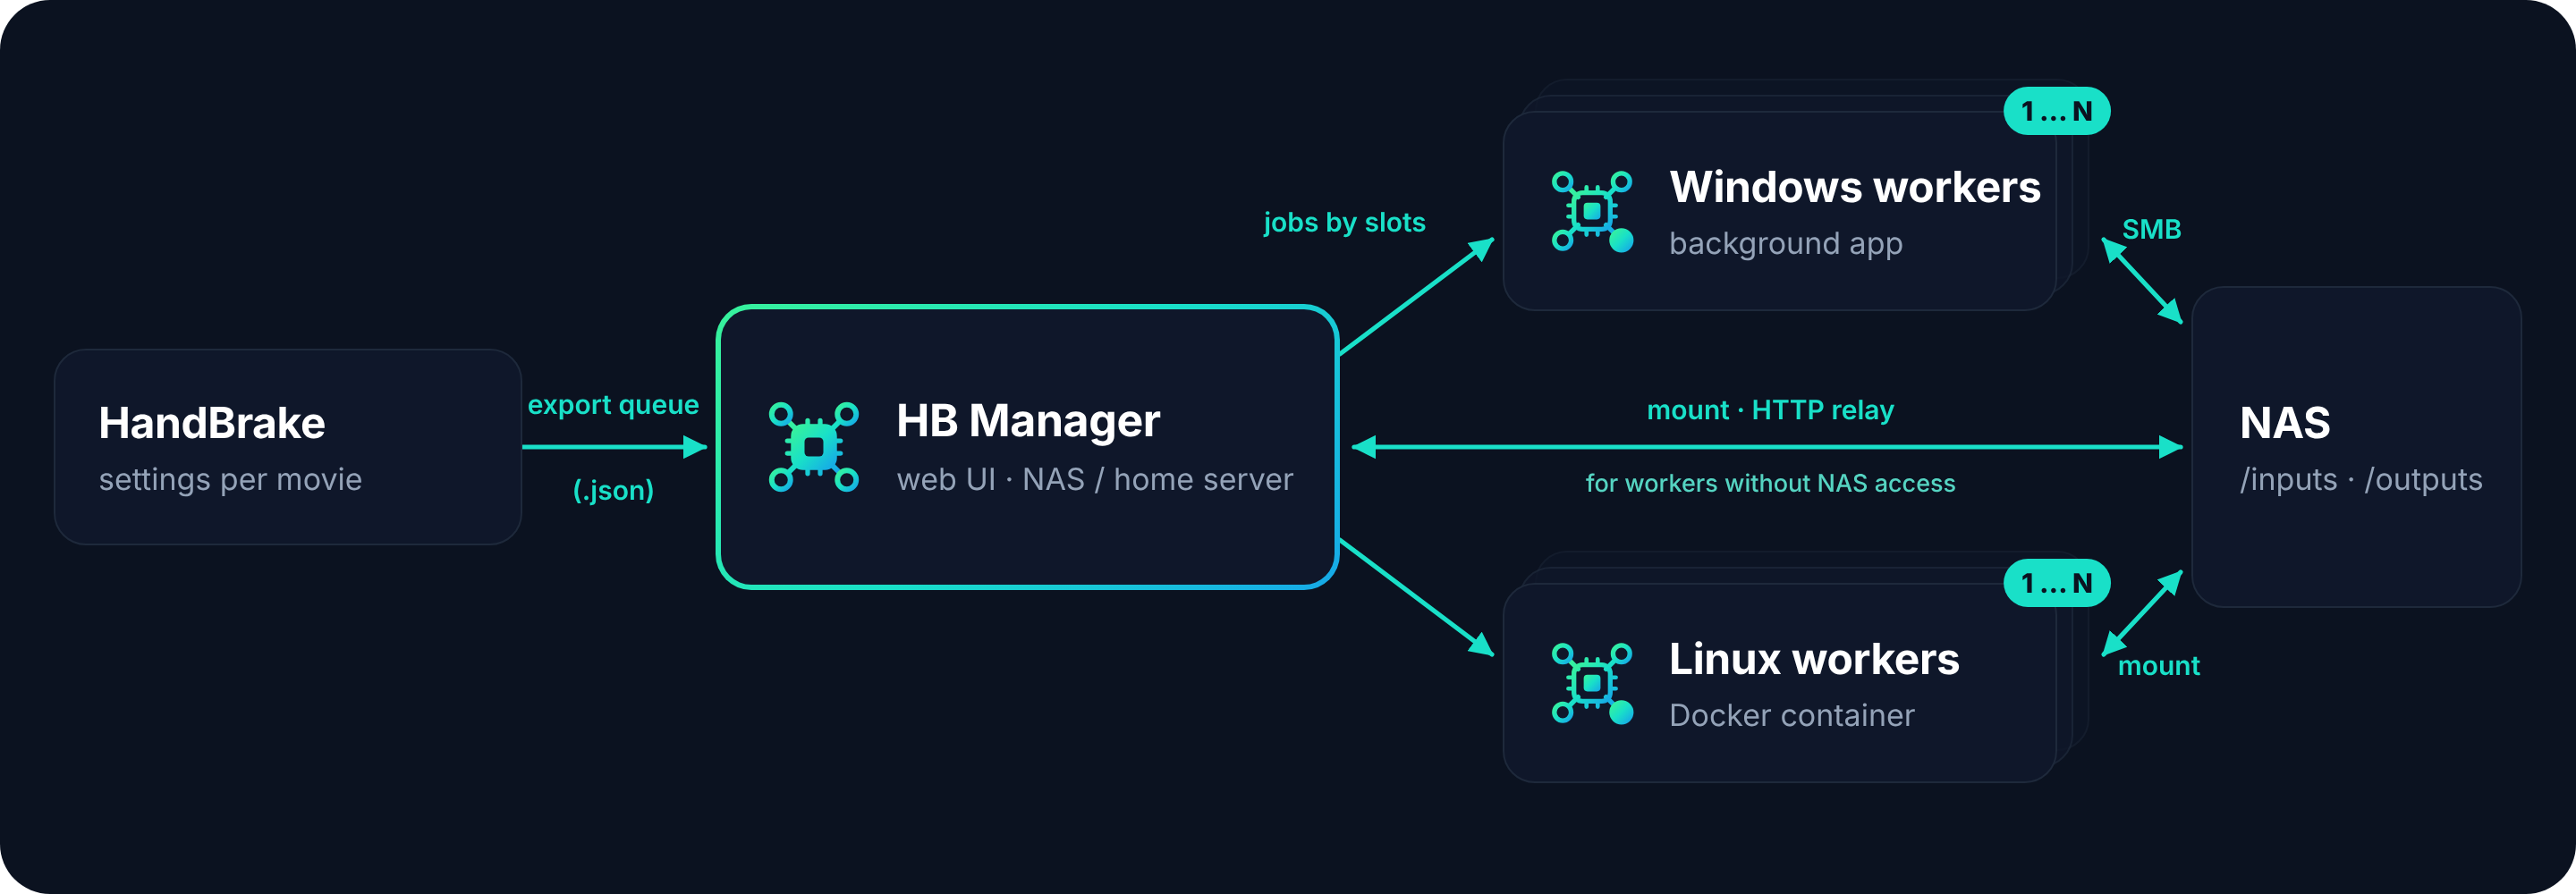 HandBrake
settings per movie
export queue
(.json)
HB Manager
web UI · NAS / home server
jobs by slots
1…N
Windows workers
background app
SMB
mount · HTTP relay
for workers without NAS access
1…N
Linux workers
Docker container
mount
NAS
/inputs · /outputs